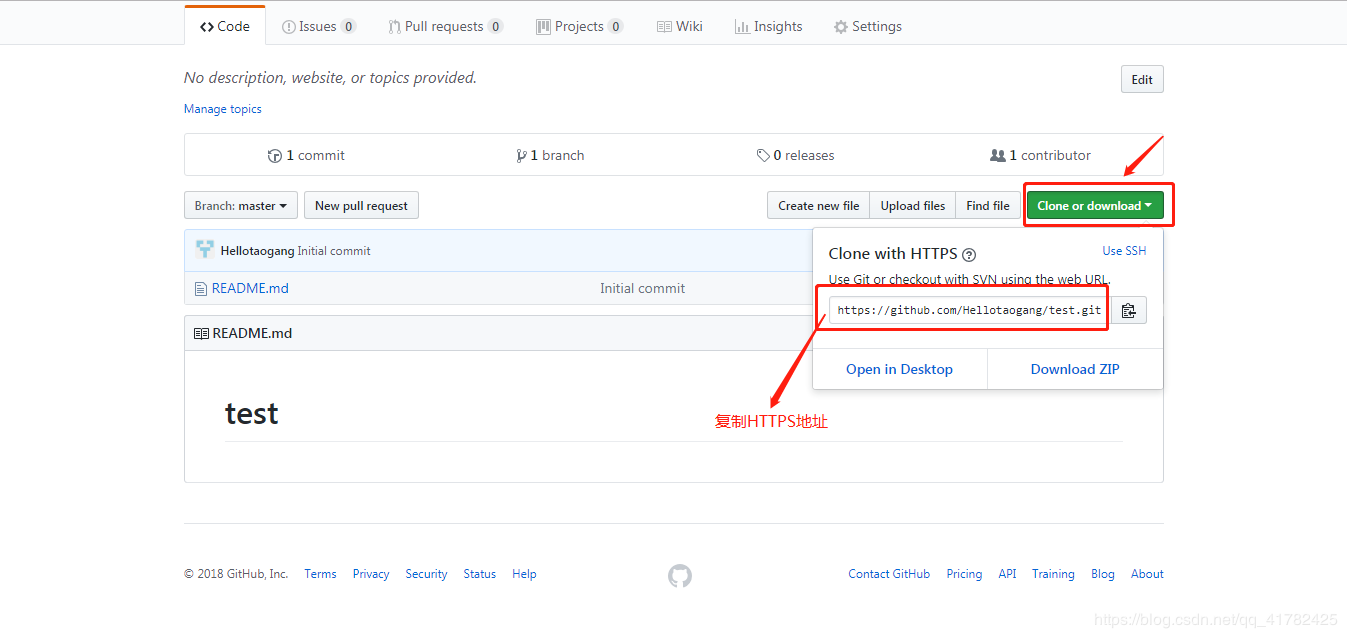 Code Issues 0 Pull requests 0 Projects 0 Wiki Insights Settings
No description, website, or topics provided. Edit
Manage topics
1 commit 1 branch 0 releases 1 contributor
Branch: master New pull request Create new file Upload files Find file Clone or download
Hellotaogang Initial commit
README.md Initial commit
Clone with HTTPS Use SSH
Use Git or checkout with SVN using the web URL.
https://github.com/Hellotaogang/test.git
Open in Desktop Download ZIP
README.md
test
复制HTTPS地址
© 2018 GitHub, Inc. Terms Privacy Security Status Help Contact GitHub Pricing API Training Blog About
https://blog.csdn.net/qq_41782425